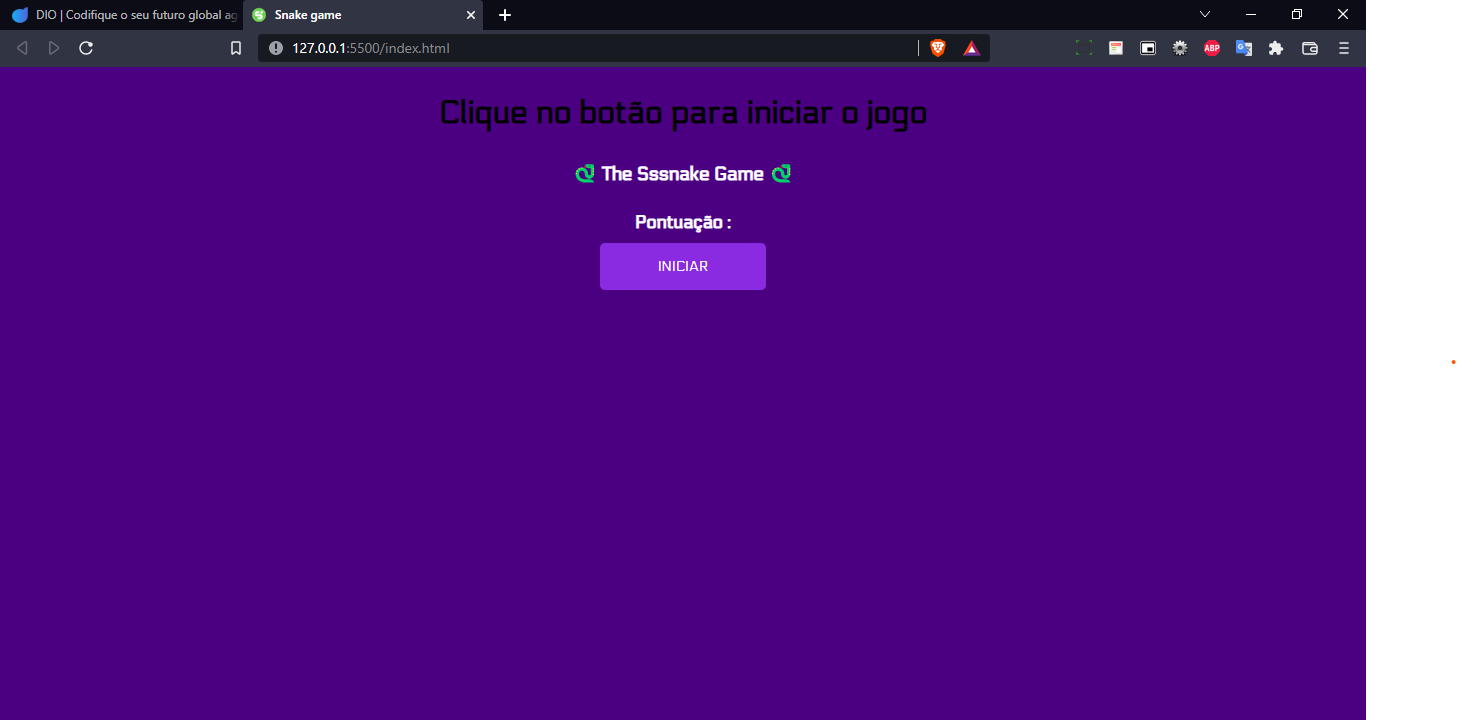 DIO | Codifique o seu futuro global ag
Snake game
127.0.0.1:5500/index.html
ABP
Clique no botão para iniciar o jogo
The Sssnake Game
Pontuação :
INICIAR